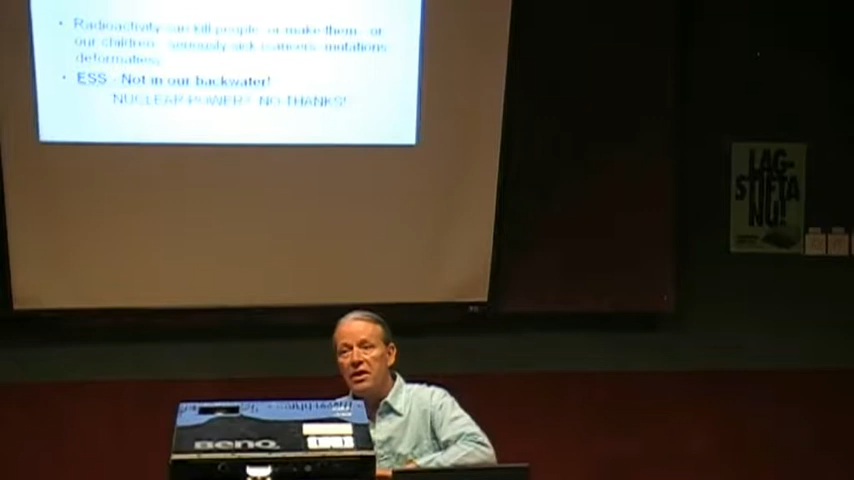 • Radioactivity can kill people, or make them, or
our children, seriously sick (cancers, mutations,
deformaties).
• ESS - Not in our backwater!
NUCLEAR POWER? NO THANKS!
LAG-
STIFTA
NU!
BENQ